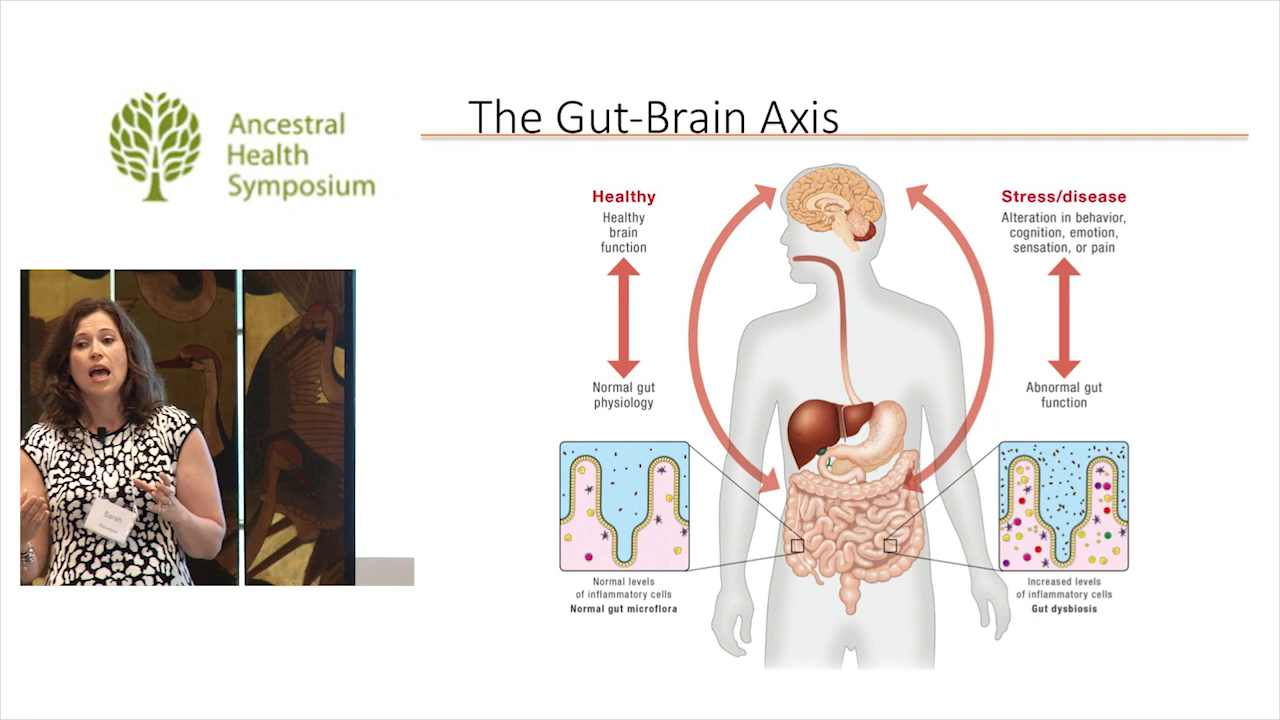 Ancestral
Health
Symposium
The Gut-Brain Axis
Healthy
Healthy
brain
function
Normal gut
physiology
Normal levels
of inflammatory cells
Normal gut microflora
Stress/disease
Alteration in behavior,
cognition, emotion,
sensation, or pain
Abnormal gut
function
Increased levels
of inflammatory cells
Gut dysbiosis
Sarah